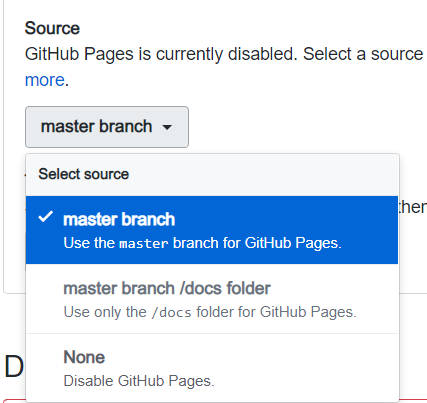 Source
GitHub Pages is currently disabled. Select a source
more.
master branch
Select source
then
master branch
Use the master branch for GitHub Pages.
master branch /docs folder
Use only the /docs folder for GitHub Pages.
None
Disable GitHub Pages.
D